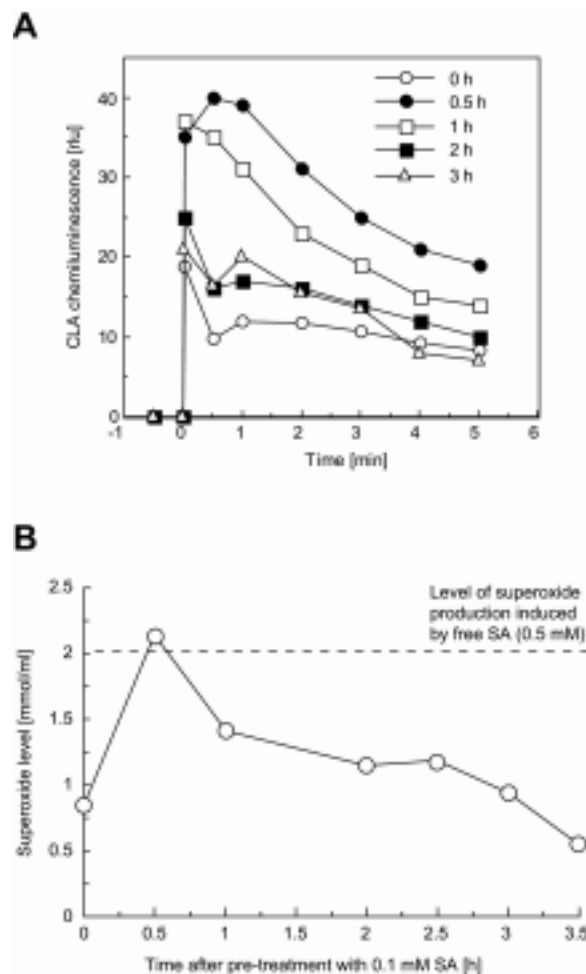 A
CLA chemiluminescence [rlu]
40
30
20
10
0
0 h
0.5 h
1 h
2 h
3 h
-1
0
1
2
3
4
5
6
Time [min]
B
Superoxide level [mmol/ml]
2.5
2
1.5
1
0.5
0
Level of superoxide
production induced
by free SA (0.5 mM)
0
0.5
1
1.5
2
2.5
3
3.5
Time after pre-treatment with 0.1 mM SA [h]